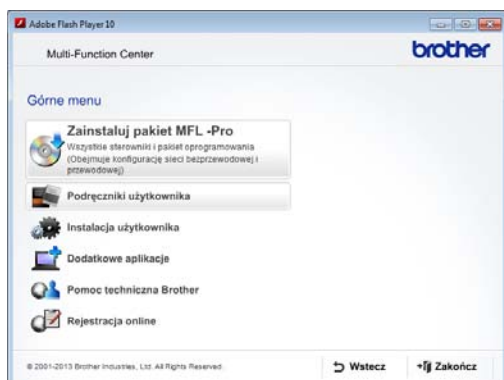 Adobe Flash Player 10
Multi-Function Center
brother
Górne menu
Zainstaluj pakiet MFL -Pro
Wszystkie sterowniki i pakiet oprogramowania
(Obejmuje konfigurację sieci bezprzewodowej i
przewodowej)
Podręczniki użytkownika
Instalacja użytkownika
Dodatkowe aplikacje
Pomoc techniczna Brother
Rejestracja online
© 2001-2013 Brother Industries, Ltd. All Rights Reserved.
Wstecz
Zakończ